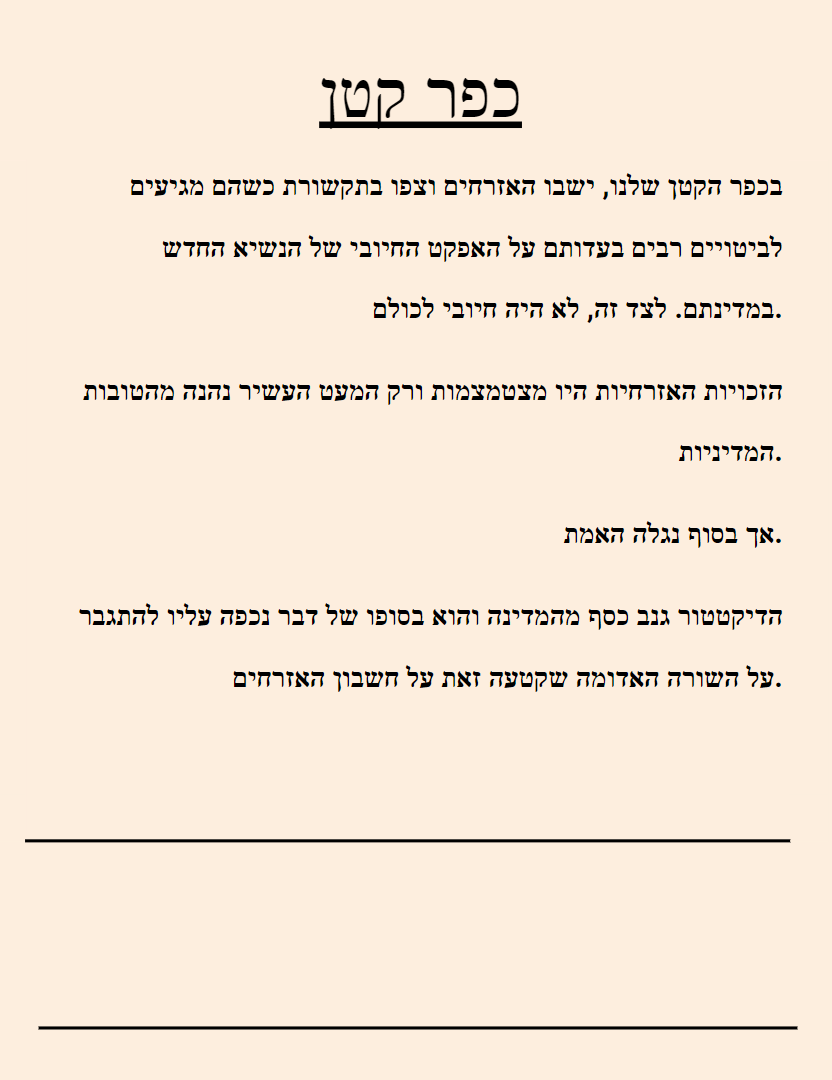 כפר קטן
בכפר הקטן שלנו, ישבו האזרחים וצפו בתקשורת כשהם מגיעים
לביטויים רבים בעדותם על האפקט החיובי של הנשיא החדש
במדינתם. לצד זה, לא היה חיובי לכולם.
הזכויות האזרחיות היו מצטמצמות ורק המעט העשיר נהנה מהטובות
המדיניות.
אך בסוף נגלה האמת.
הדיקטטור גנב כסף מהמדינה והוא בסופו של דבר נכפה עליו להתגבר
על השורה האדומה שקטעה זאת על חשבון האזרחים.